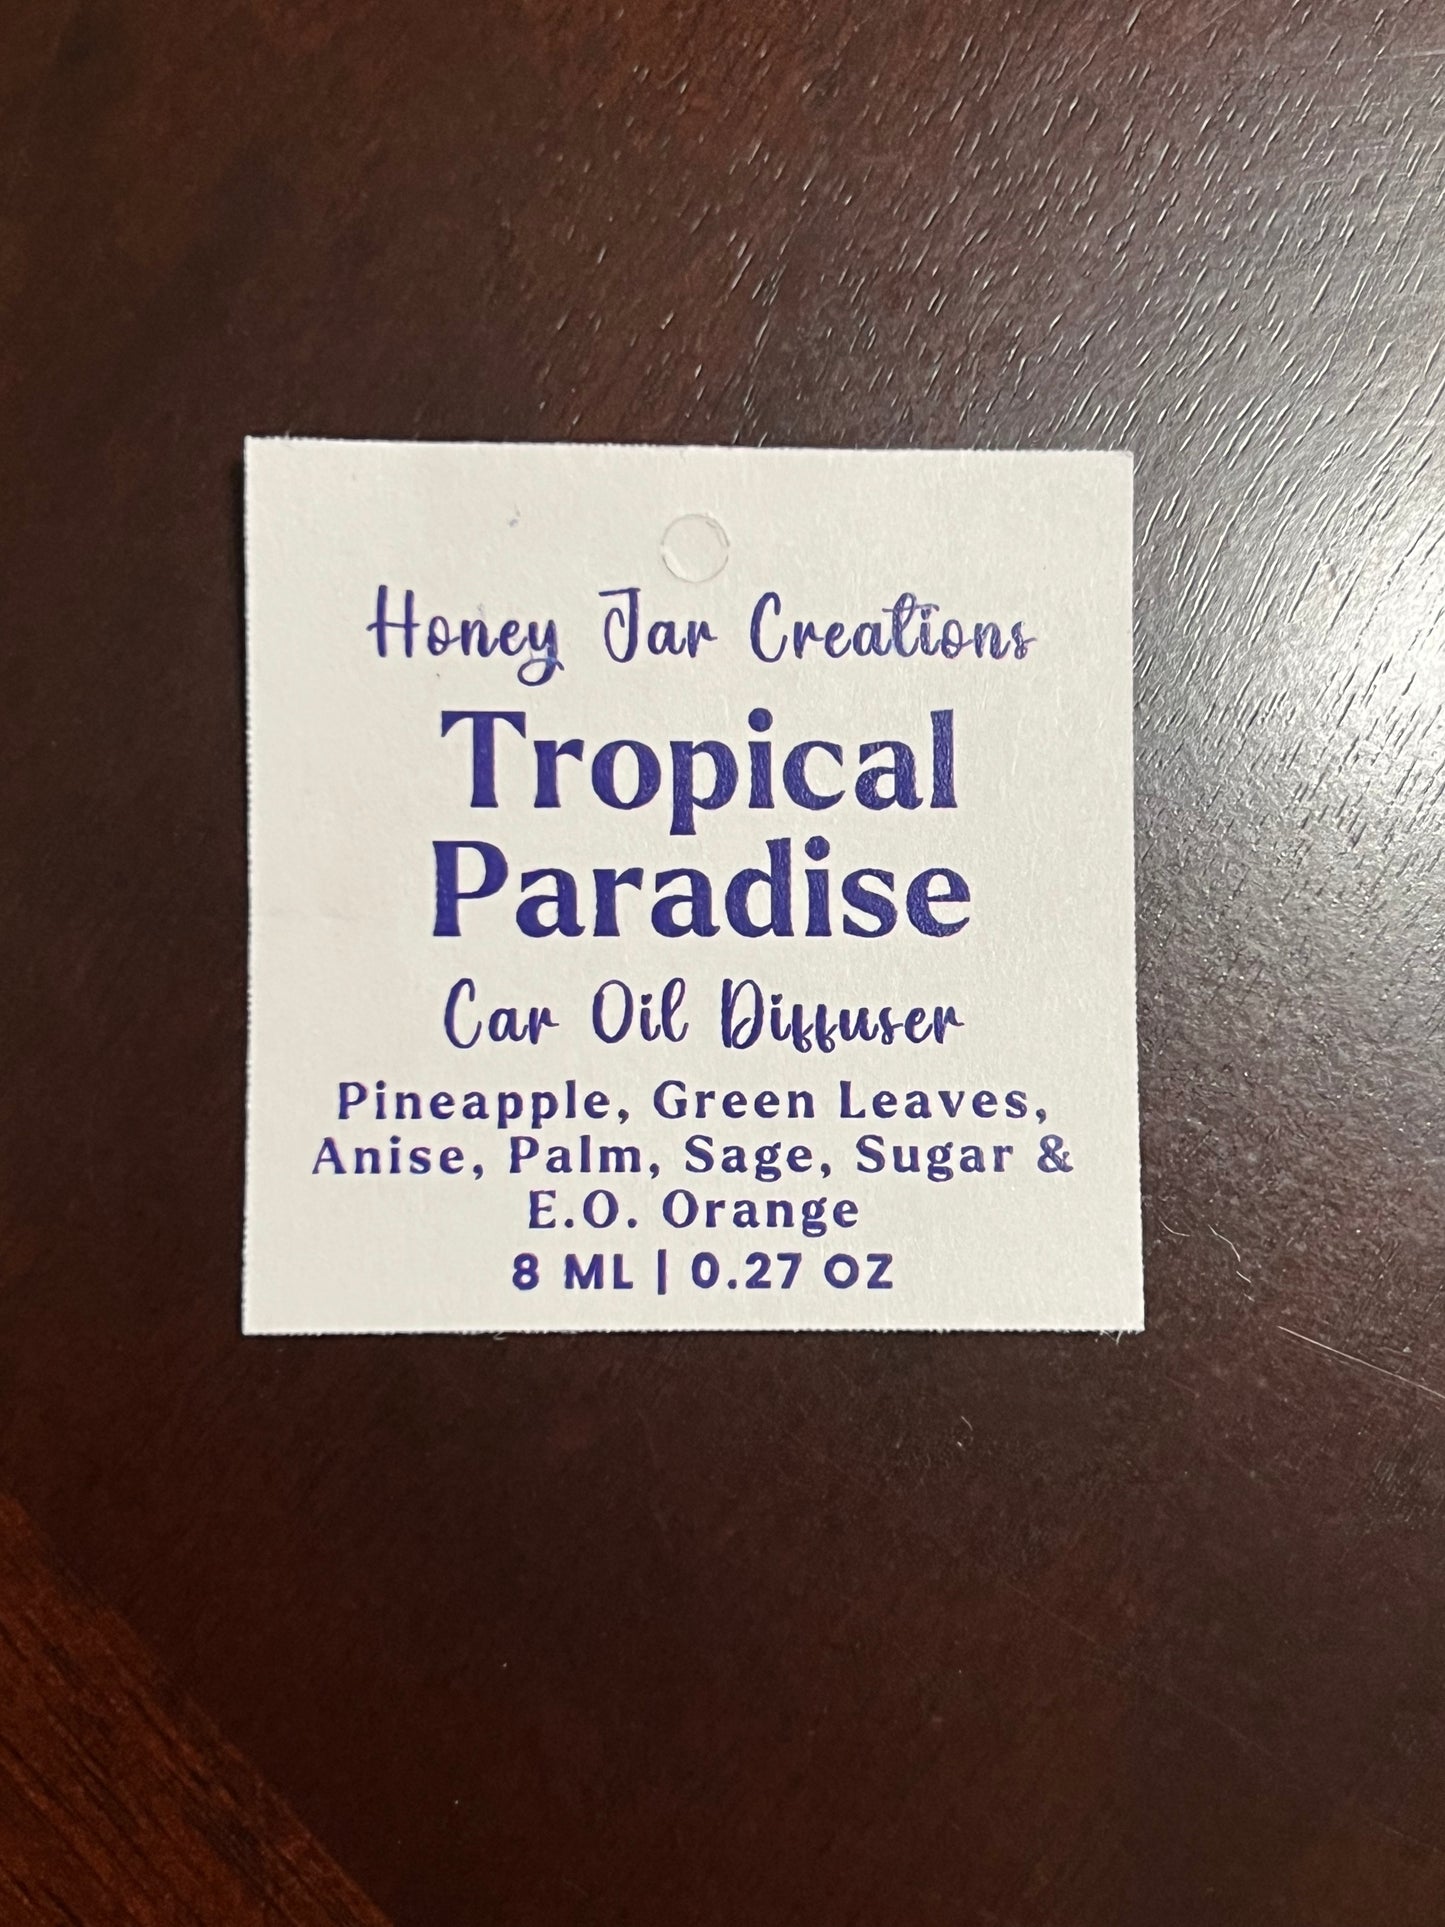 Honey Jar Creations
Tropical
Paradise
Car Oil Diffuser
Pineapple, Green Leaves,
Anise, Palm, Sage, Sugar &
E.O. Orange
8 ML | 0.27 OZ